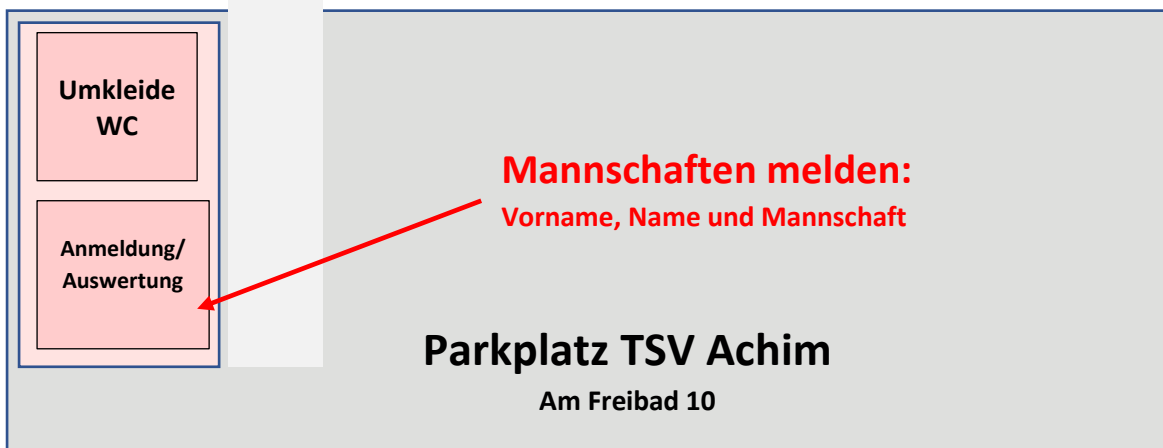 Umkleide
WC
Mannschaften melden:
Vorname, Name und Mannschaft
Anmeldung/
Auswertung
Parkplatz TSV Achim
Am Freibad 10